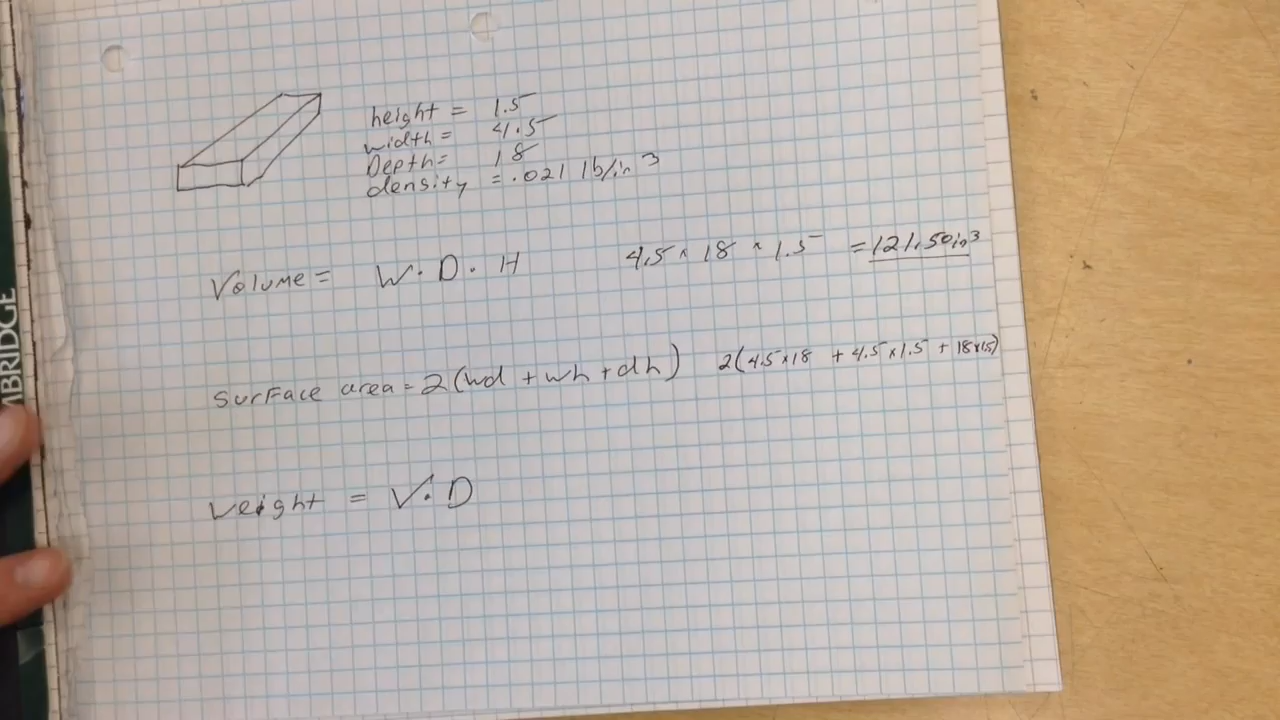 height = 1.5
width = 4.5
Depth = 18
density = .021 lb/in3
Volume = W · D · H 4.5 × 18 × 1.5 = 121.50 in3
Surface area = 2(wd + wh + dh) 2(4.5×18 + 4.5×1.5 + 18×1.5)
weight = V · D
MBRIDGE